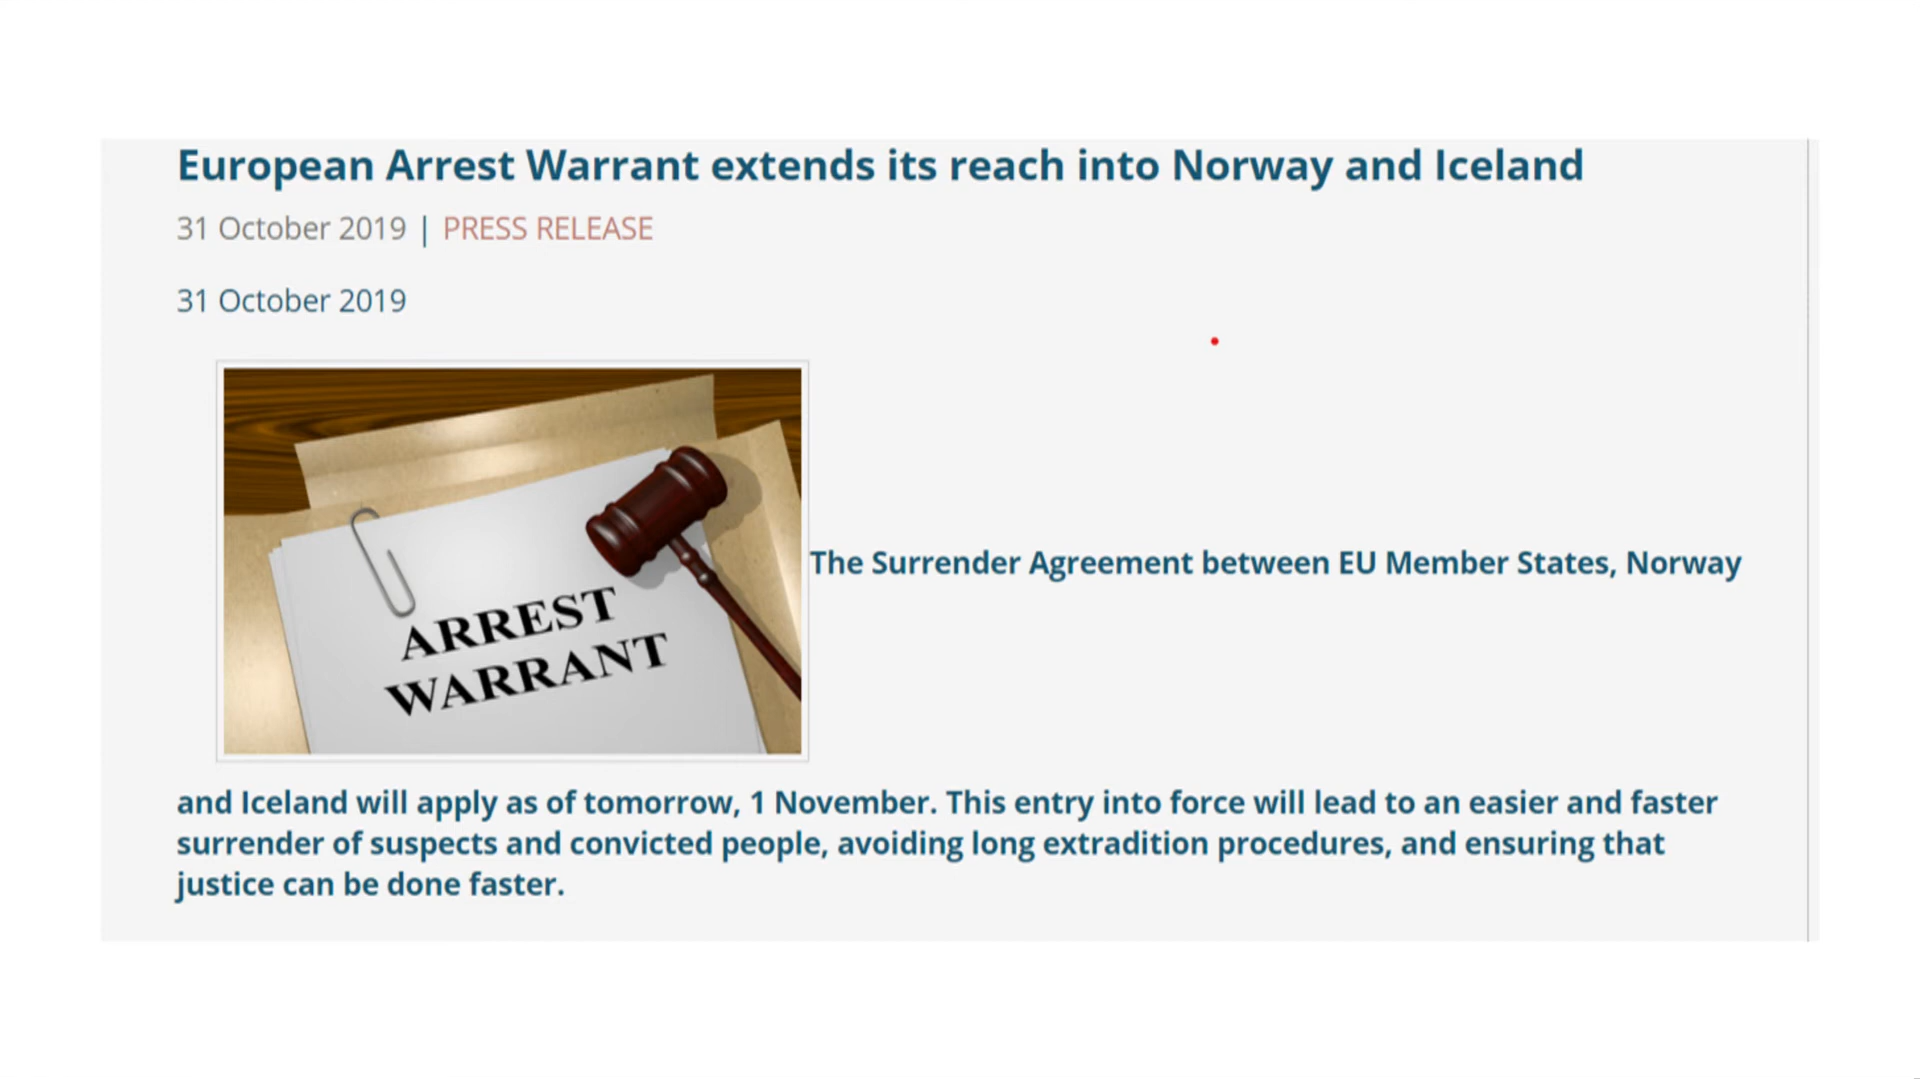 European Arrest Warrant extends its reach into Norway and Iceland
31 October 2019 | PRESS RELEASE
31 October 2019
ARREST
WARRANT
The Surrender Agreement between EU Member States, Norway
and Iceland will apply as of tomorrow, 1 November. This entry into force will lead to an easier and faster
surrender of suspects and convicted people, avoiding long extradition procedures, and ensuring that
justice can be done faster.